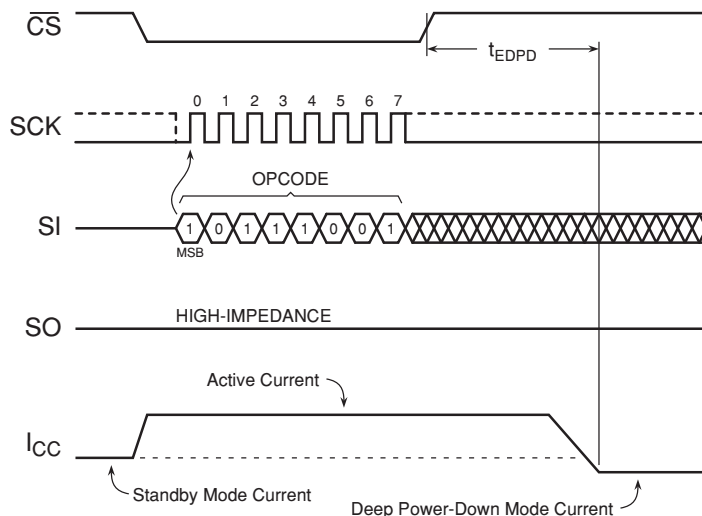 CS
tEDPD
0 1 2 3 4 5 6 7
SCK
OPCODE
SI
1 0 1 1 1 0 0 1
MSB
HIGH-IMPEDANCE
SO
Active Current
ICC
Standby Mode Current
Deep Power-Down Mode Current